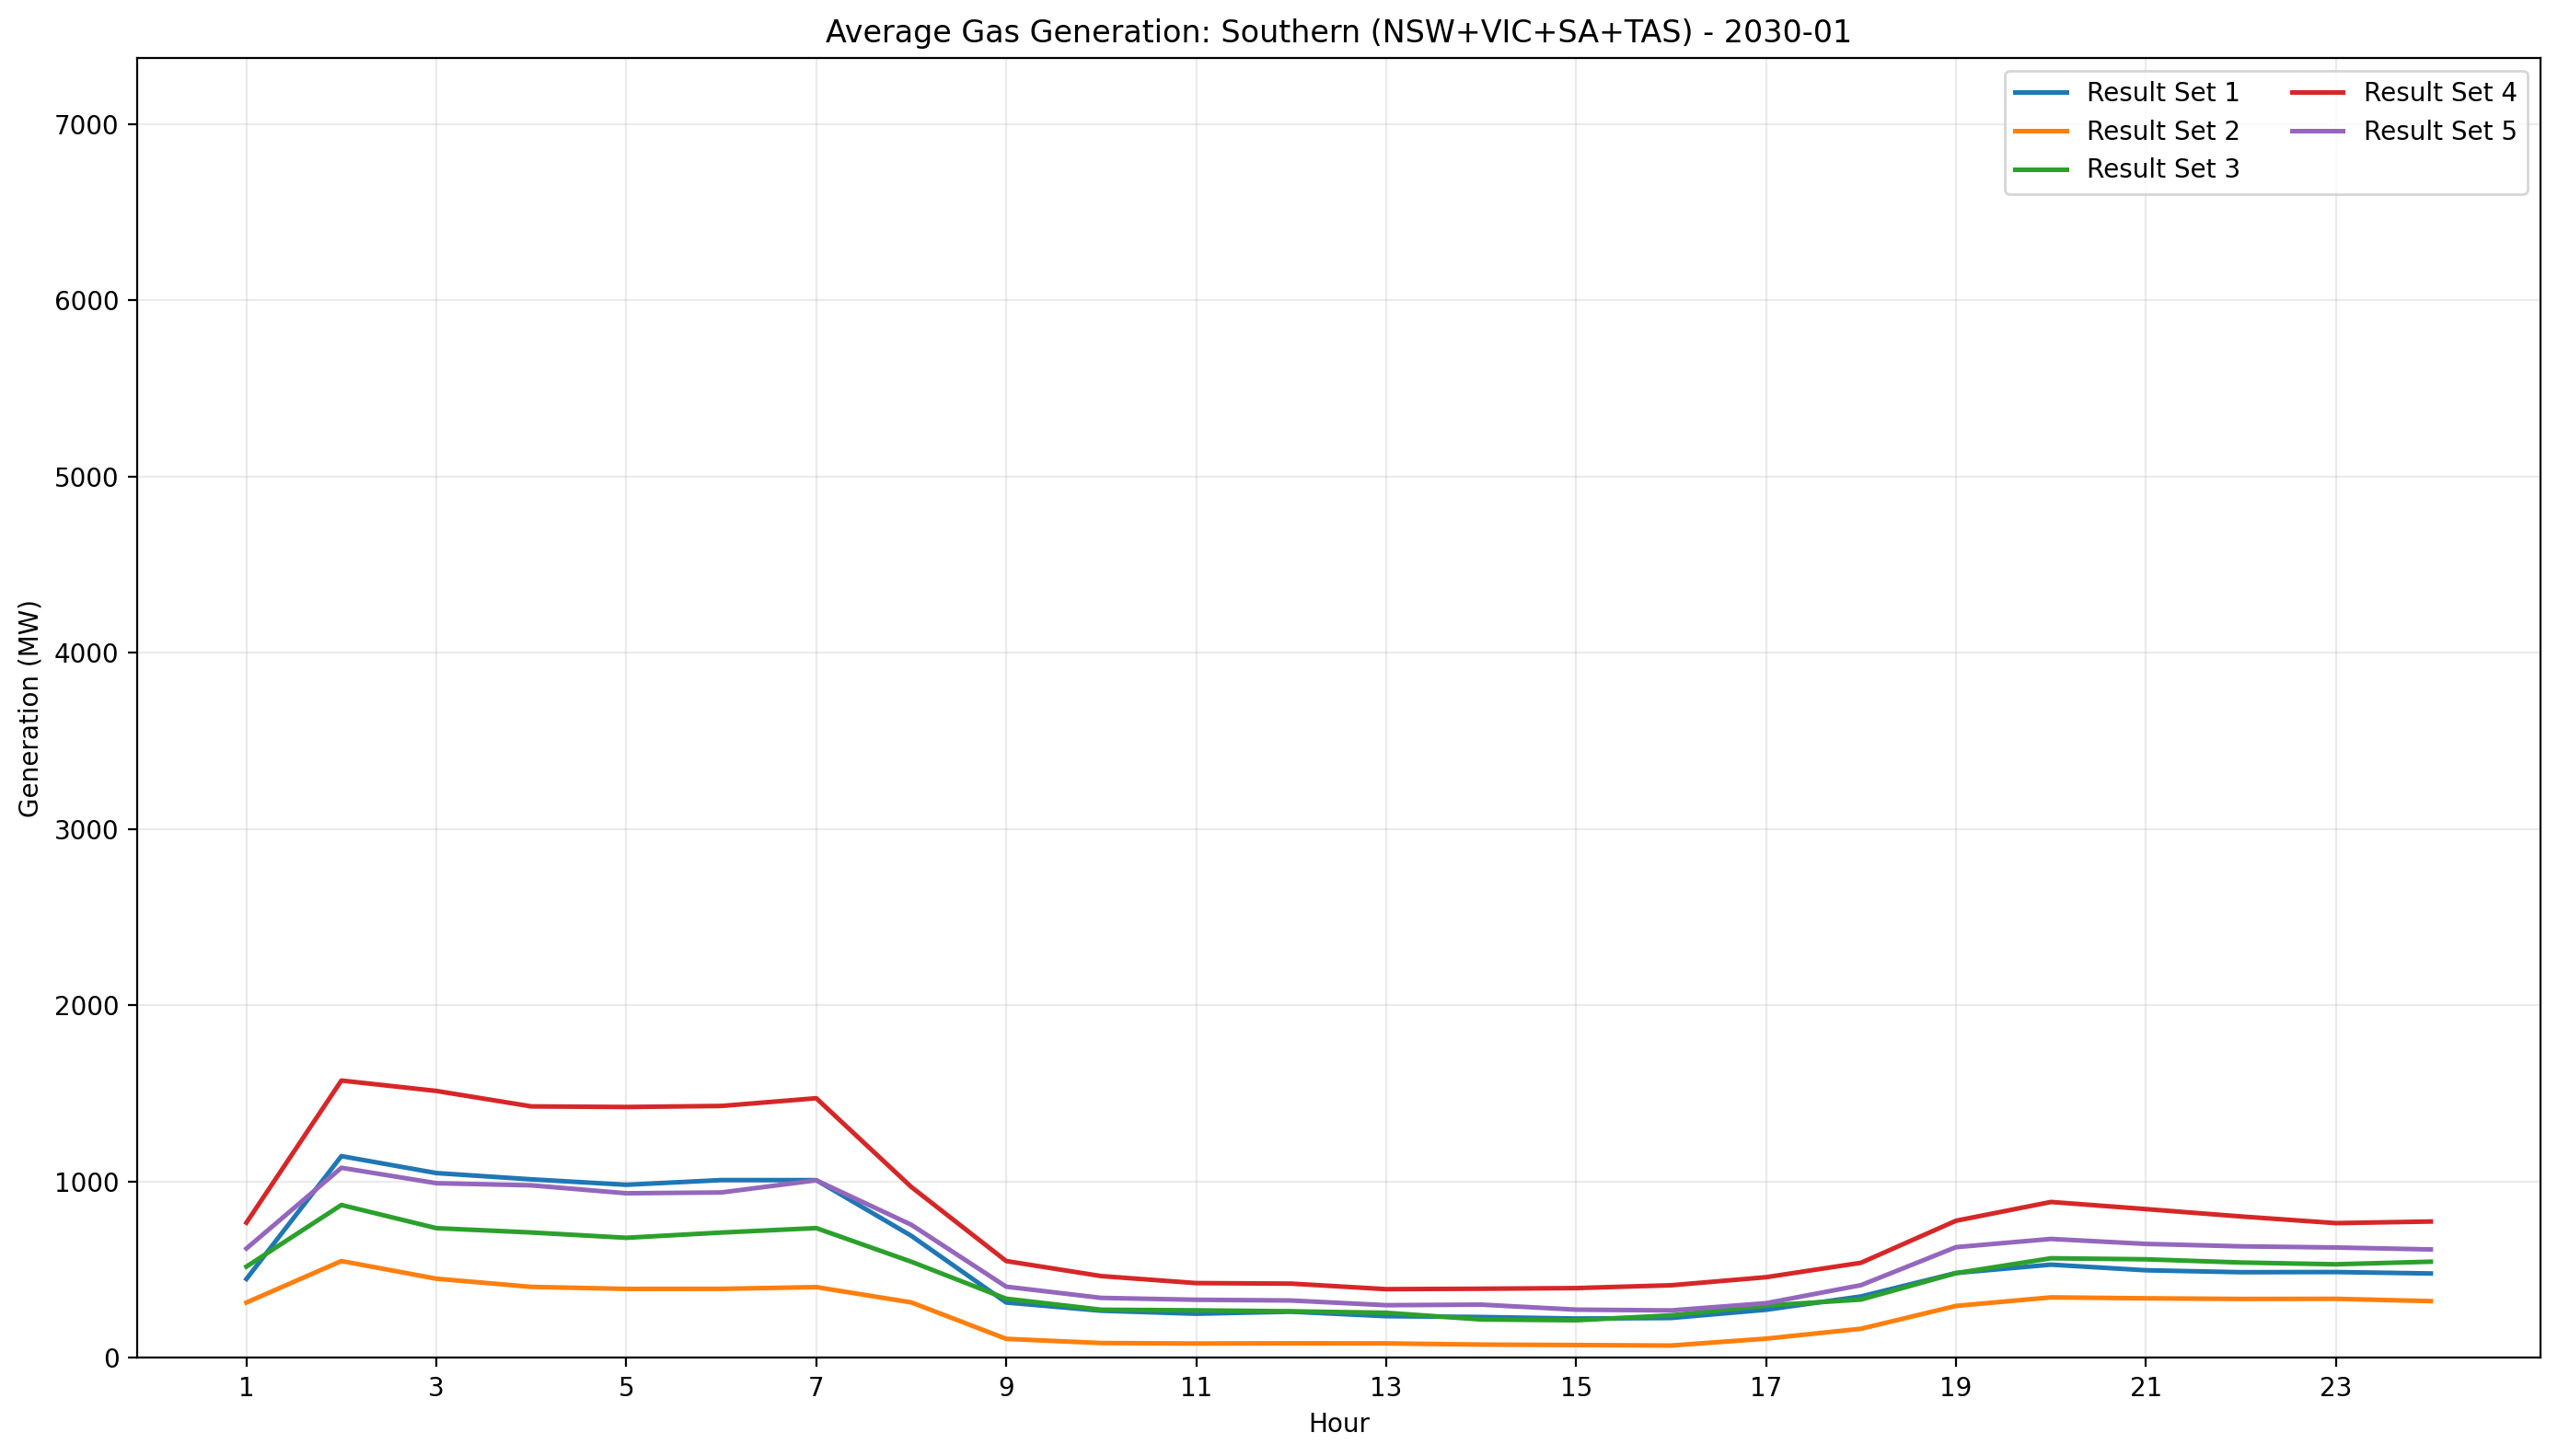 Average Gas Generation: Southern (NSW+VIC+SA+TAS) - 2030-01
Result Set 1
Result Set 2
Result Set 3
Result Set 4
Result Set 5
7000
6000
5000
4000
3000
2000
1000
0
Generation (MW)
1 3 5 7 9 11 13 15 17 19 21 23
Hour